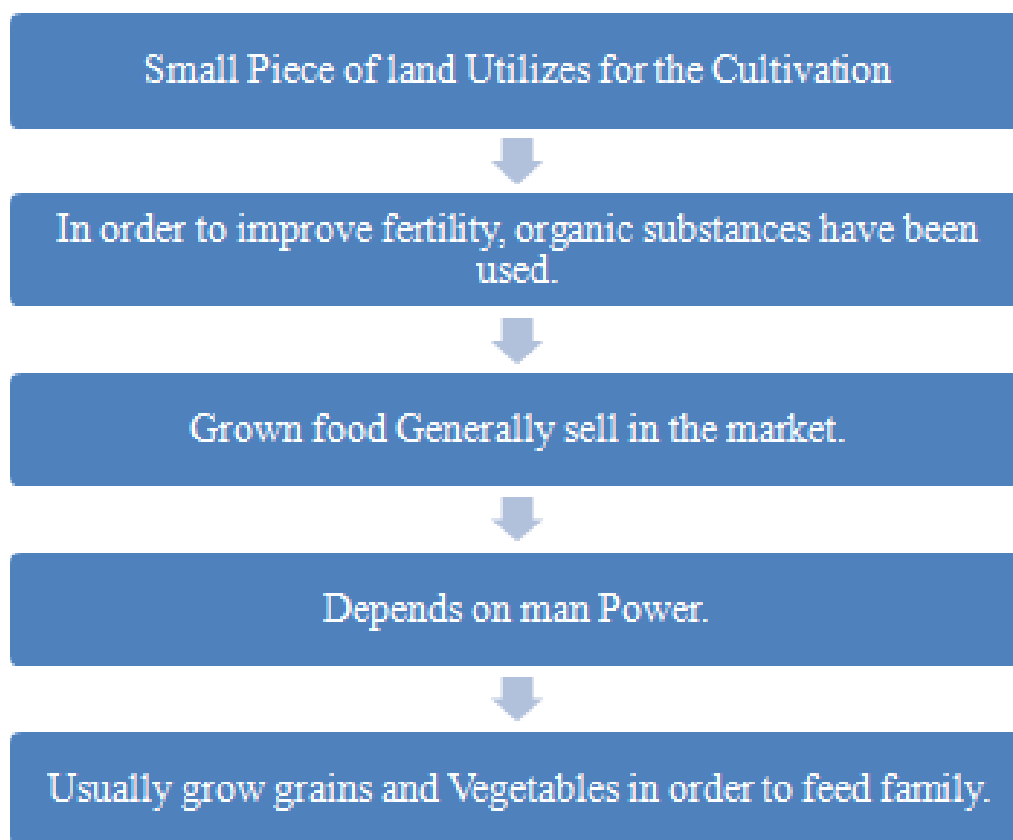 Small Piece of land Utilizes for the Cultivation
In order to improve fertility, organic substances have been
used.
Grown food Generally sell in the market.
Depends on man Power.
Usually grow grains and Vegetables in order to feed family.